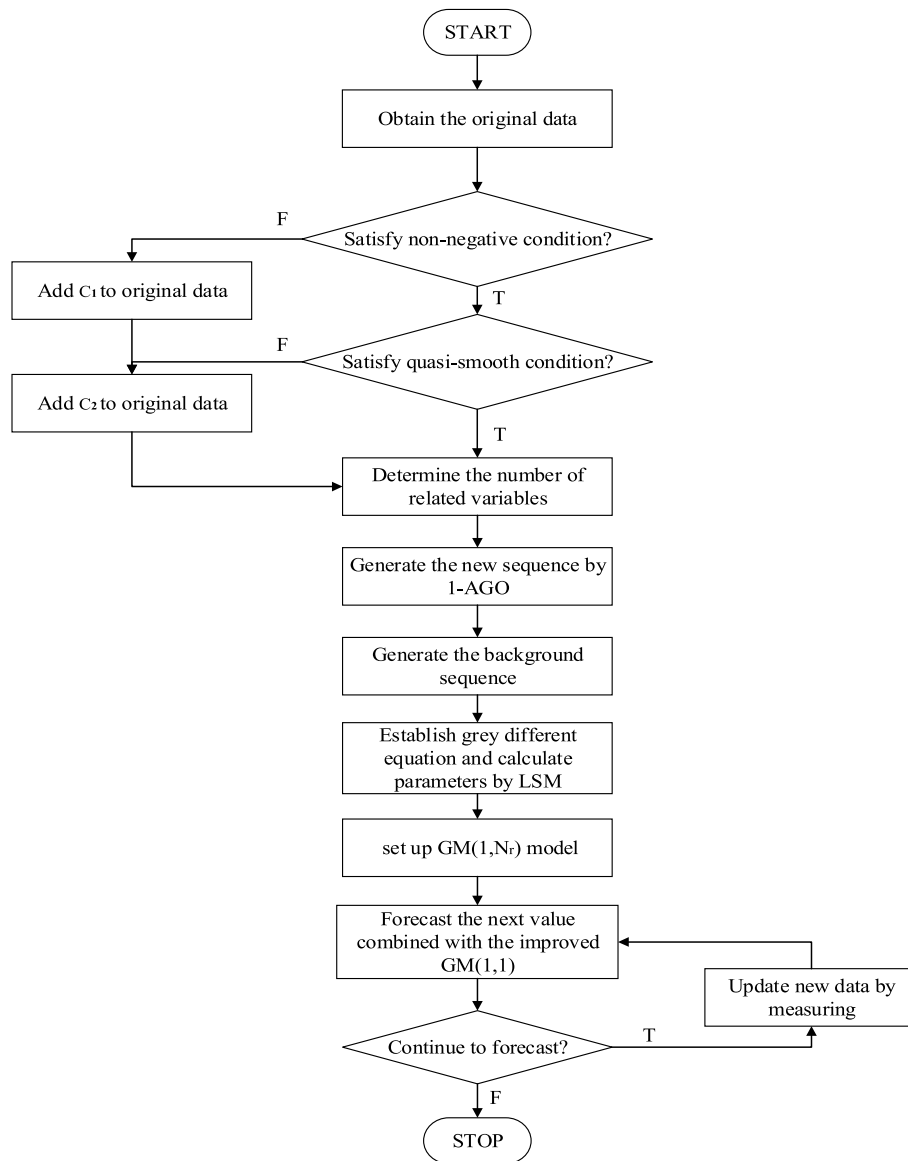 START
Obtain the original data
F
Satisfy non-negative condition?
Add C₁ to original data
T
F
Satisfy quasi-smooth condition?
Add C₂ to original data
T
Determine the number of
related variables
Generate the new sequence by
1-AGO
Generate the background
sequence
Establish grey different
equation and calculate
parameters by LSM
set up GM(1,Nᵣ) model
Forecast the next value
combined with the improved
GM(1,1)
Update new data by
measuring
Continue to forecast?
T
F
STOP